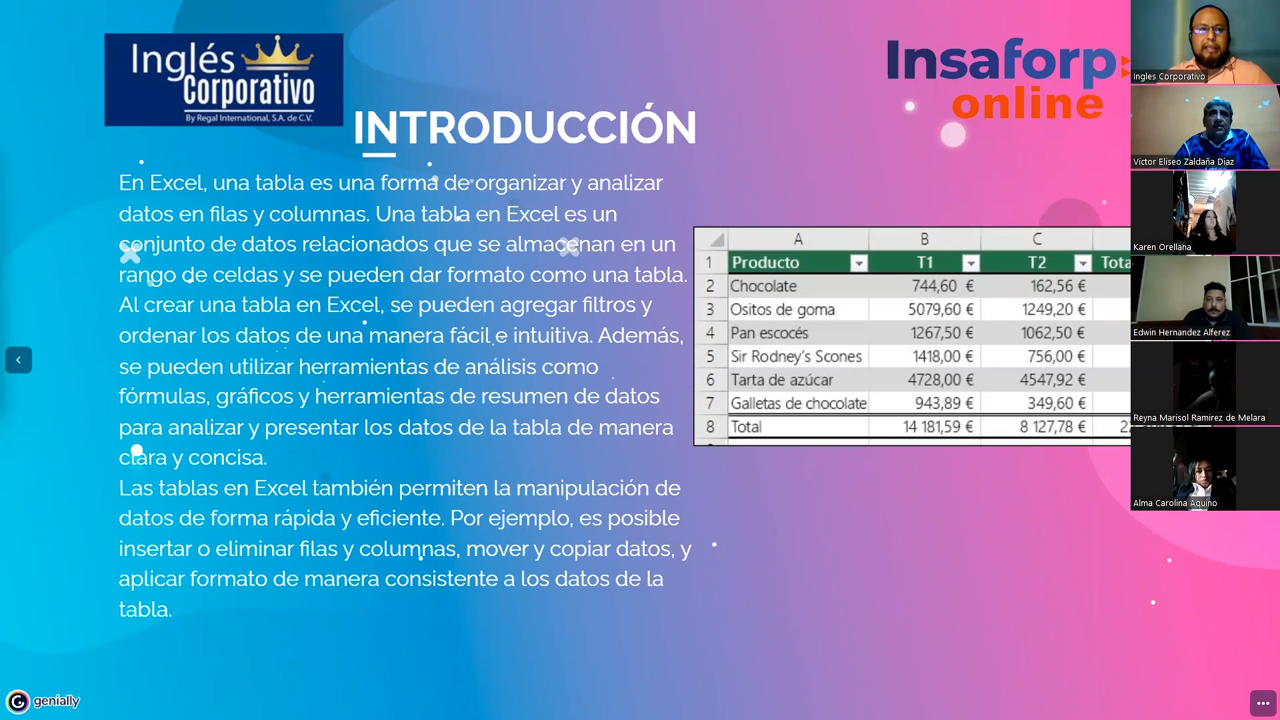 Inglés
Corporativo
By Regal International, S.A. de C.V.
Insaforp
online
INTRODUCCIÓN
En Excel, una tabla es una forma de organizar y analizar
datos en filas y columnas. Una tabla en Excel es un
conjunto de datos relacionados que se almacenan en un
rango de celdas y se pueden dar formato como una tabla.
Al crear una tabla en Excel, se pueden agregar filtros y
ordenar los datos de una manera fácil e intuitiva. Además,
se pueden utilizar herramientas de análisis como
fórmulas, gráficos y herramientas de resumen de datos
para analizar y presentar los datos de la tabla de manera
clara y concisa.
Las tablas en Excel también permiten la manipulación de
datos de forma rápida y eficiente. Por ejemplo, es posible
insertar o eliminar filas y columnas, mover y copiar datos, y
aplicar formato de manera consistente a los datos de la
tabla.
A B C
1 Producto T1 T2 Tota
2 Chocolate 744,60 € 162,56 €
3 Ositos de goma 5079,60 € 1249,20 €
4 Pan escocés 1267,50 € 1062,50 €
5 Sir Rodney's Scones 1418,00 € 756,00 €
6 Tarta de azúcar 4728,00 € 4547,92 €
7 Galletas de chocolate 943,89 € 349,60 €
8 Total 14 181,59 € 8 127,78 € 2
Ingles Corporativo
Victor Eliseo Zaldaña Diaz
Karen Orellana
Edwin Hernandez Alferez
Reyna Marisol Ramirez de Melara
Alma Carolina Aquino
genially